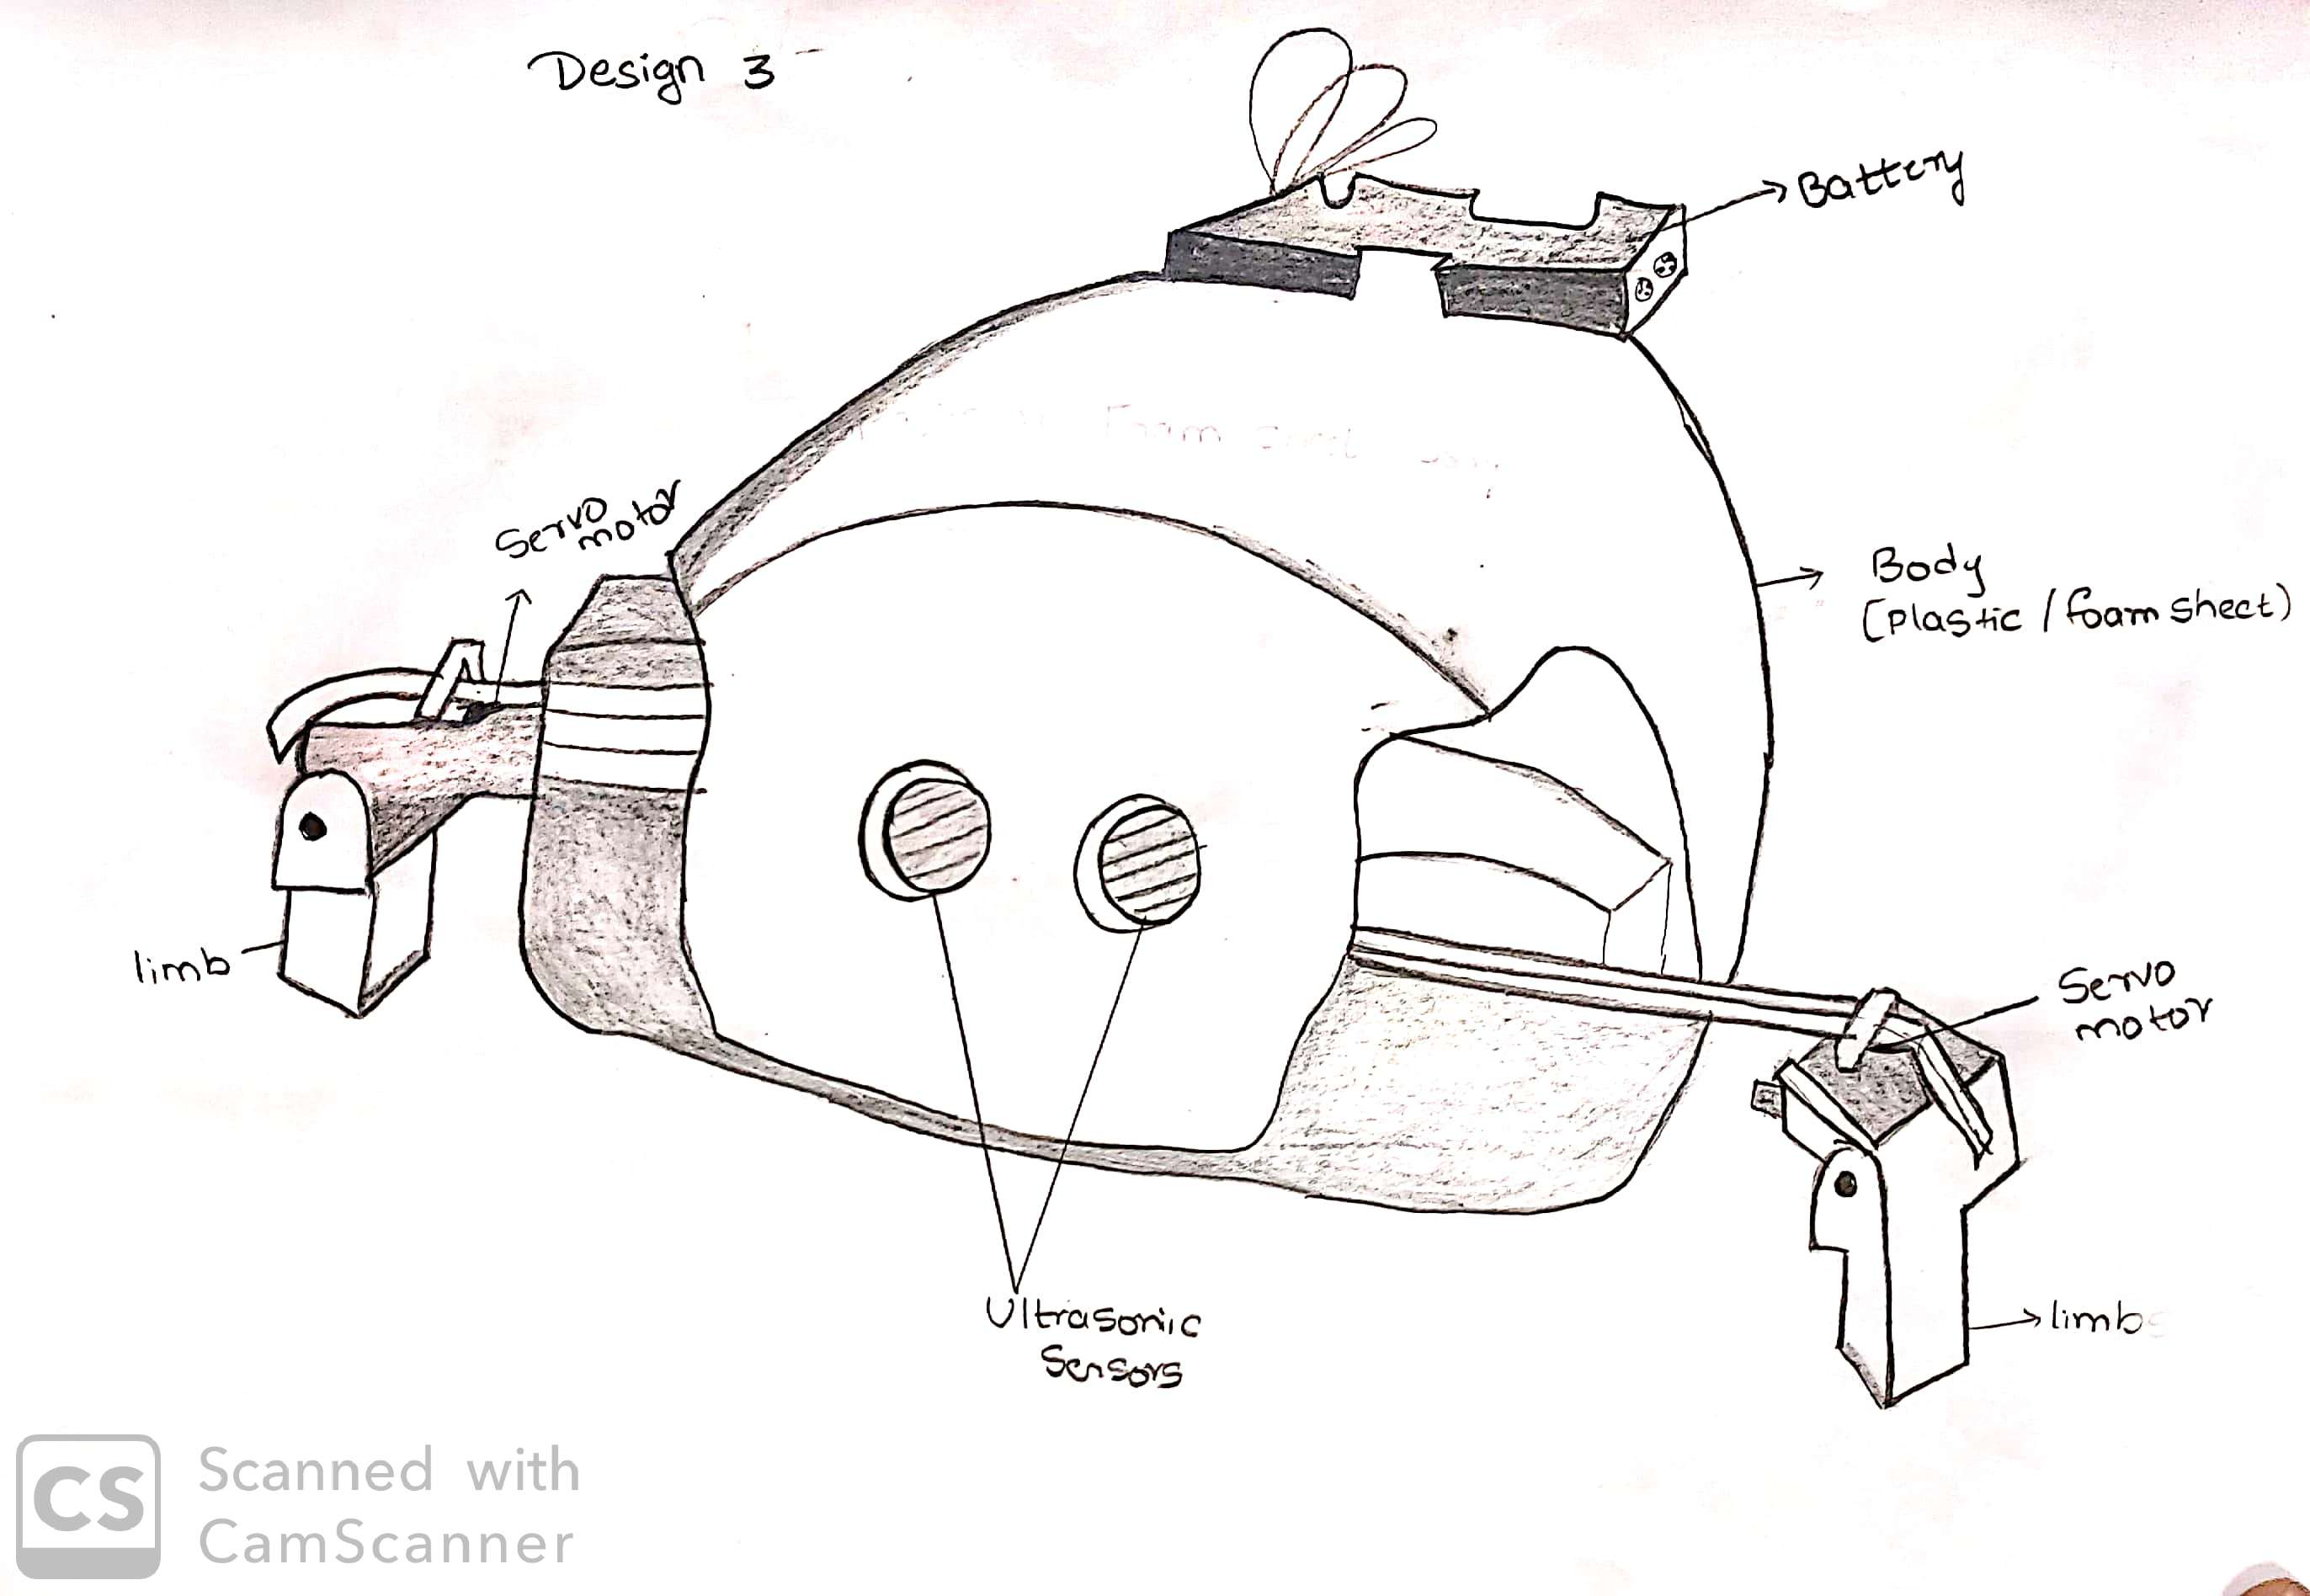 Design 3
Battery
Servo
motor
Body
(Plastic / foam sheet)
limb
Servo
motor
limbs
Ultrasonic
Sensors
CS
Scanned with
CamScanner